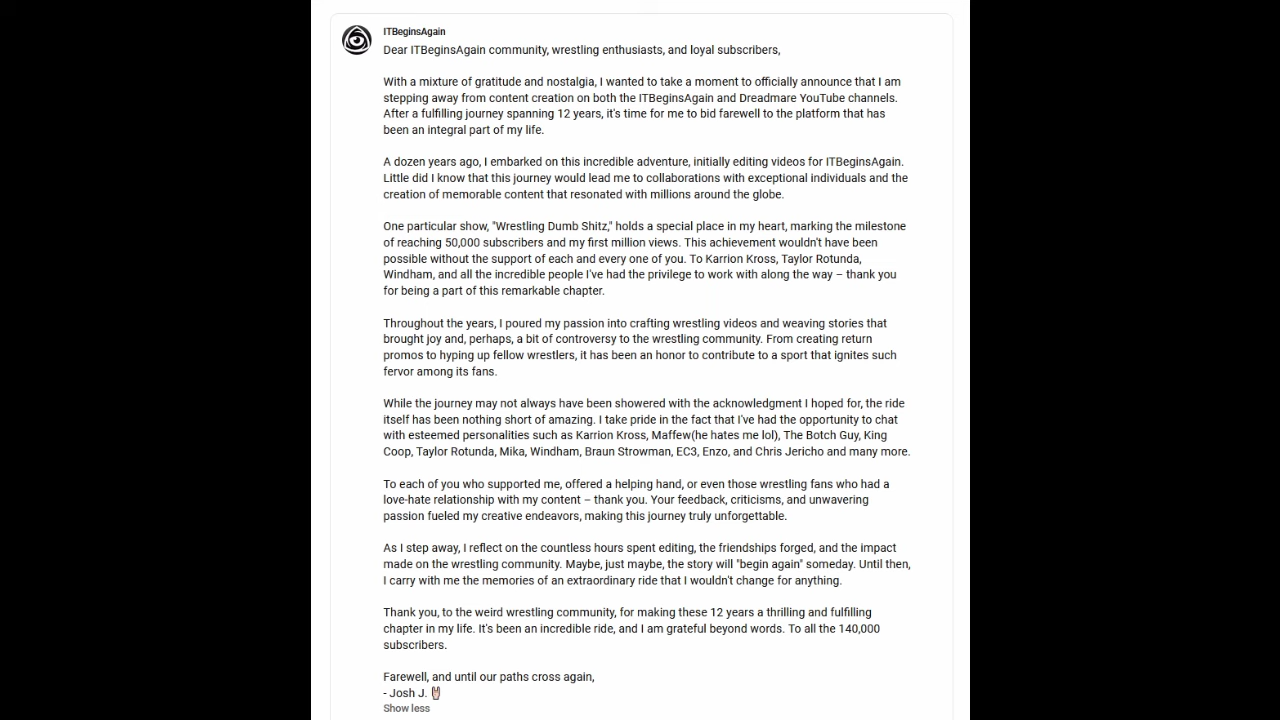 ITBeginsAgain
Dear ITBeginsAgain community, wrestling enthusiasts, and loyal subscribers,
With a mixture of gratitude and nostalgia, I wanted to take a moment to officially announce that I am
stepping away from content creation on both the ITBeginsAgain and Dreadmare YouTube channels.
After a fulfilling journey spanning 12 years, it's time for me to bid farewell to the platform that has
been an integral part of my life.
A dozen years ago, I embarked on this incredible adventure, initially editing videos for ITBeginsAgain.
Little did I know that this journey would lead me to collaborations with exceptional individuals and the
creation of memorable content that resonated with millions around the globe.
One particular show, "Wrestling Dumb Shitz," holds a special place in my heart, marking the milestone
of reaching 50,000 subscribers and my first million views. This achievement wouldn't have been
possible without the support of each and every one of you. To Karrion Kross, Taylor Rotunda,
Windham, and all the incredible people I've had the privilege to work with along the way – thank you
for being a part of this remarkable chapter.
Throughout the years, I poured my passion into crafting wrestling videos and weaving stories that
brought joy and, perhaps, a bit of controversy to the wrestling community. From creating return
promos to hyping up fellow wrestlers, it has been an honor to contribute to a sport that ignites such
fervor among its fans.
While the journey may not always have been showered with the acknowledgment I hoped for, the ride
itself has been nothing short of amazing. I take pride in the fact that I've had the opportunity to chat
with esteemed personalities such as Karrion Kross, Maffew(he hates me lol), The Botch Guy, King
Coop, Taylor Rotunda, Mika, Windham, Braun Strowman, EC3, Enzo, and Chris Jericho and many more.
To each of you who supported me, offered a helping hand, or even those wrestling fans who had a
love-hate relationship with my content – thank you. Your feedback, criticisms, and unwavering
passion fueled my creative endeavors, making this journey truly unforgettable.
As I step away, I reflect on the countless hours spent editing, the friendships forged, and the impact
made on the wrestling community. Maybe, just maybe, the story will "begin again" someday. Until then,
I carry with me the memories of an extraordinary ride that I wouldn't change for anything.
Thank you, to the weird wrestling community, for making these 12 years a thrilling and fulfilling
chapter in my life. It's been an incredible ride, and I am grateful beyond words. To all the 140,000
subscribers.
Farewell, and until our paths cross again,
- Josh J. 🤘🏼
Show less